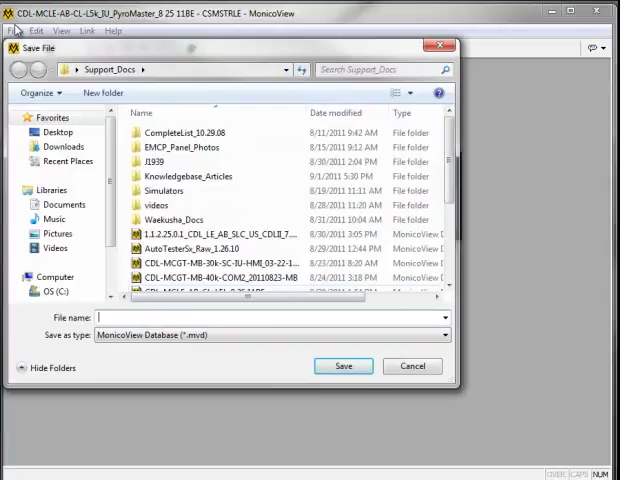 CDL-MCLE-AB-CL-L5k_IU_PyroMaster_8 25 11BE - CSMSTRLE - MonicoView
Edit View Link Help
Save File
Support_Docs
Search Support_Docs
Organize New folder
Name Date modified Type
Favorites
Desktop
Downloads
Recent Places
Libraries
Documents
Music
Pictures
Videos
Computer
OS (C:)
CompleteList_10.29.08 8/11/2011 9:42 AM File folder
EMCP_Panel_Photos 8/15/2011 9:12 AM File folder
J1939 8/30/2011 2:04 PM File folder
Knowledgebase_Articles 9/1/2011 5:30 PM File folder
Simulators 8/19/2011 11:11 AM File folder
videos 8/28/2011 11:20 AM File folder
Waekusha_Docs 8/31/2011 10:04 AM File folder
1.1.2.25.0.1_CDL_LE_AB_SLC_US_CDLII_7.... 8/30/2011 3:05 PM MonicoView D
AutoTesterSx_Raw_1.26.10 8/29/2011 12:44 PM MonicoView D
CDL-MCGT-MB-30k-SC-IU-HMI_03-22-1... 8/23/2011 8:20 AM MonicoView D
CDL-MCGT-MB-40k-COM2_20110823-MB 8/24/2011 3:18 PM MonicoView D
File name:
Save as type: MonicoView Database (*.mvd)
Hide Folders
Save
Cancel
OVER CAPS NUM